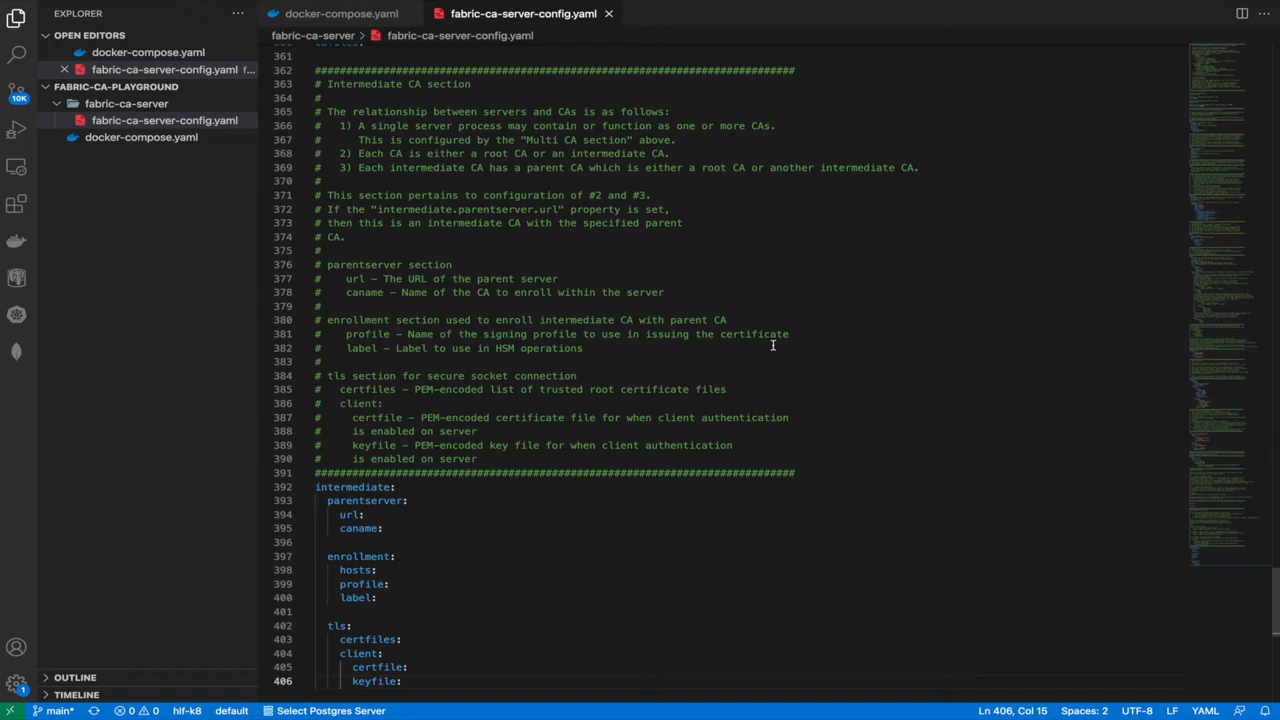 EXPLORER
docker-compose.yaml
fabric-ca-server-config.yaml
OPEN EDITORS
fabric-ca-server > fabric-ca-server-config.yaml
docker-compose.yaml
fabric-ca-server-config.yaml f...
FABRIC-CA-PLAYGROUND
fabric-ca-server
fabric-ca-server-config.yaml
docker-compose.yaml
10K
361
362 #############################################################################
363 # Intermediate CA section
364 #
365 # The relationship between servers and CAs is as follows:
366 #   1) A single server process may contain or function as one or more CAs.
367 #      This is configured by the "Multi CA section" above.
368 #   2) Each CA is either a root CA or an intermediate CA.
369 #   3) Each intermediate CA has a parent CA which is either a root CA or another intermediate CA.
370 #
371 # This section pertains to configuration of #2 and #3.
372 # If the "intermediate.parentserver.url" property is set,
373 # then this is an intermediate CA with the specified parent
374 # CA.
375 #
376 # parentserver section
377 #    url - The URL of the parent server
378 #    caname - Name of the CA to enroll within the server
379 #
380 # enrollment section used to enroll intermediate CA with parent CA
381 #    profile - Name of the signing profile to use in issuing the certificate
382 #    label - Label to use in HSM operations
383 #
384 # tls section for secure socket connection
385 #   certfiles - PEM-encoded list of trusted root certificate files
386 #   client:
387 #     certfile - PEM-encoded certificate file for when client authentication
388 #     is enabled on server
389 #     keyfile - PEM-encoded key file for when client authentication
390 #     is enabled on server
391 #############################################################################
392 intermediate:
393   parentserver:
394     url:
395     caname:
396
397   enrollment:
398     hosts:
399     profile:
400     label:
401
402   tls:
403     certfiles:
404     client:
405       certfile:
406       keyfile:
OUTLINE
TIMELINE
1
main* 0 0 hlf-k8 default Select Postgres Server Ln 406, Col 15 Spaces: 2 UTF-8 LF YAML